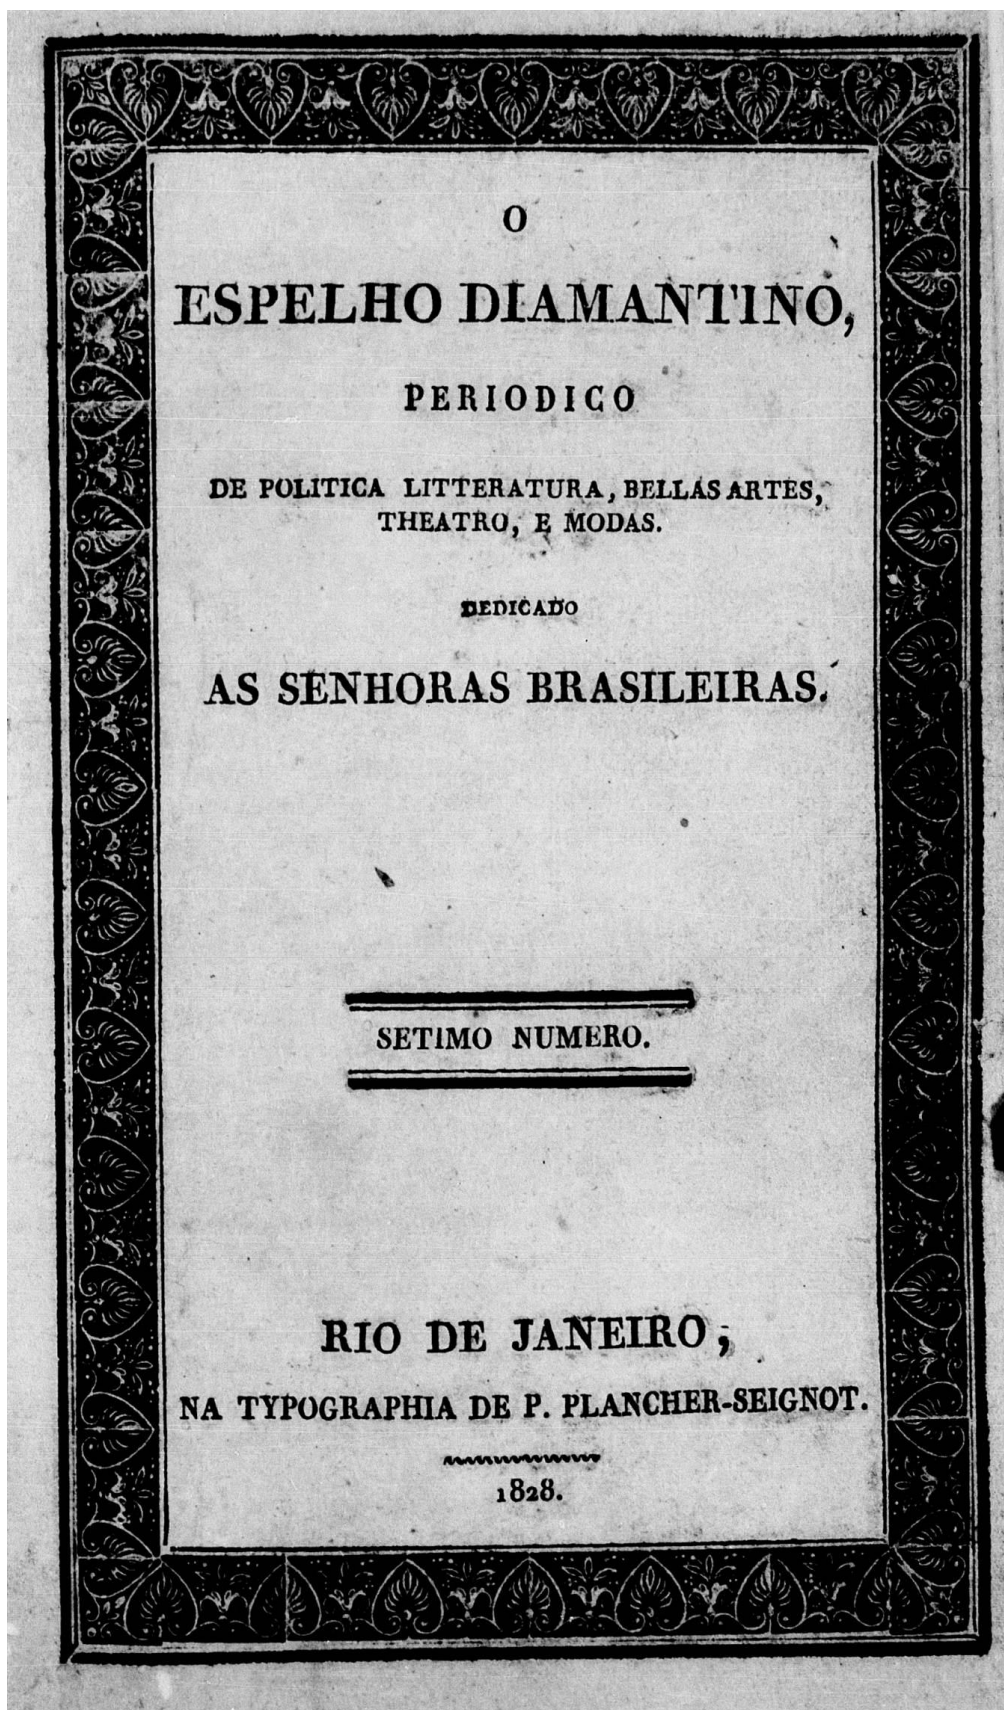 O
ESPELHO DIAMANTINO,
PERIODICO
DE POLITICA LITTERATURA, BELLAS ARTES,
THEATRO, E MODAS.
DEDICADO
AS SENHORAS BRASILEIRAS.
SETIMO NUMERO.
RIO DE JANEIRO,
NA TYPOGRAPHIA DE P. PLANCHER-SEIGNOT.
1828.